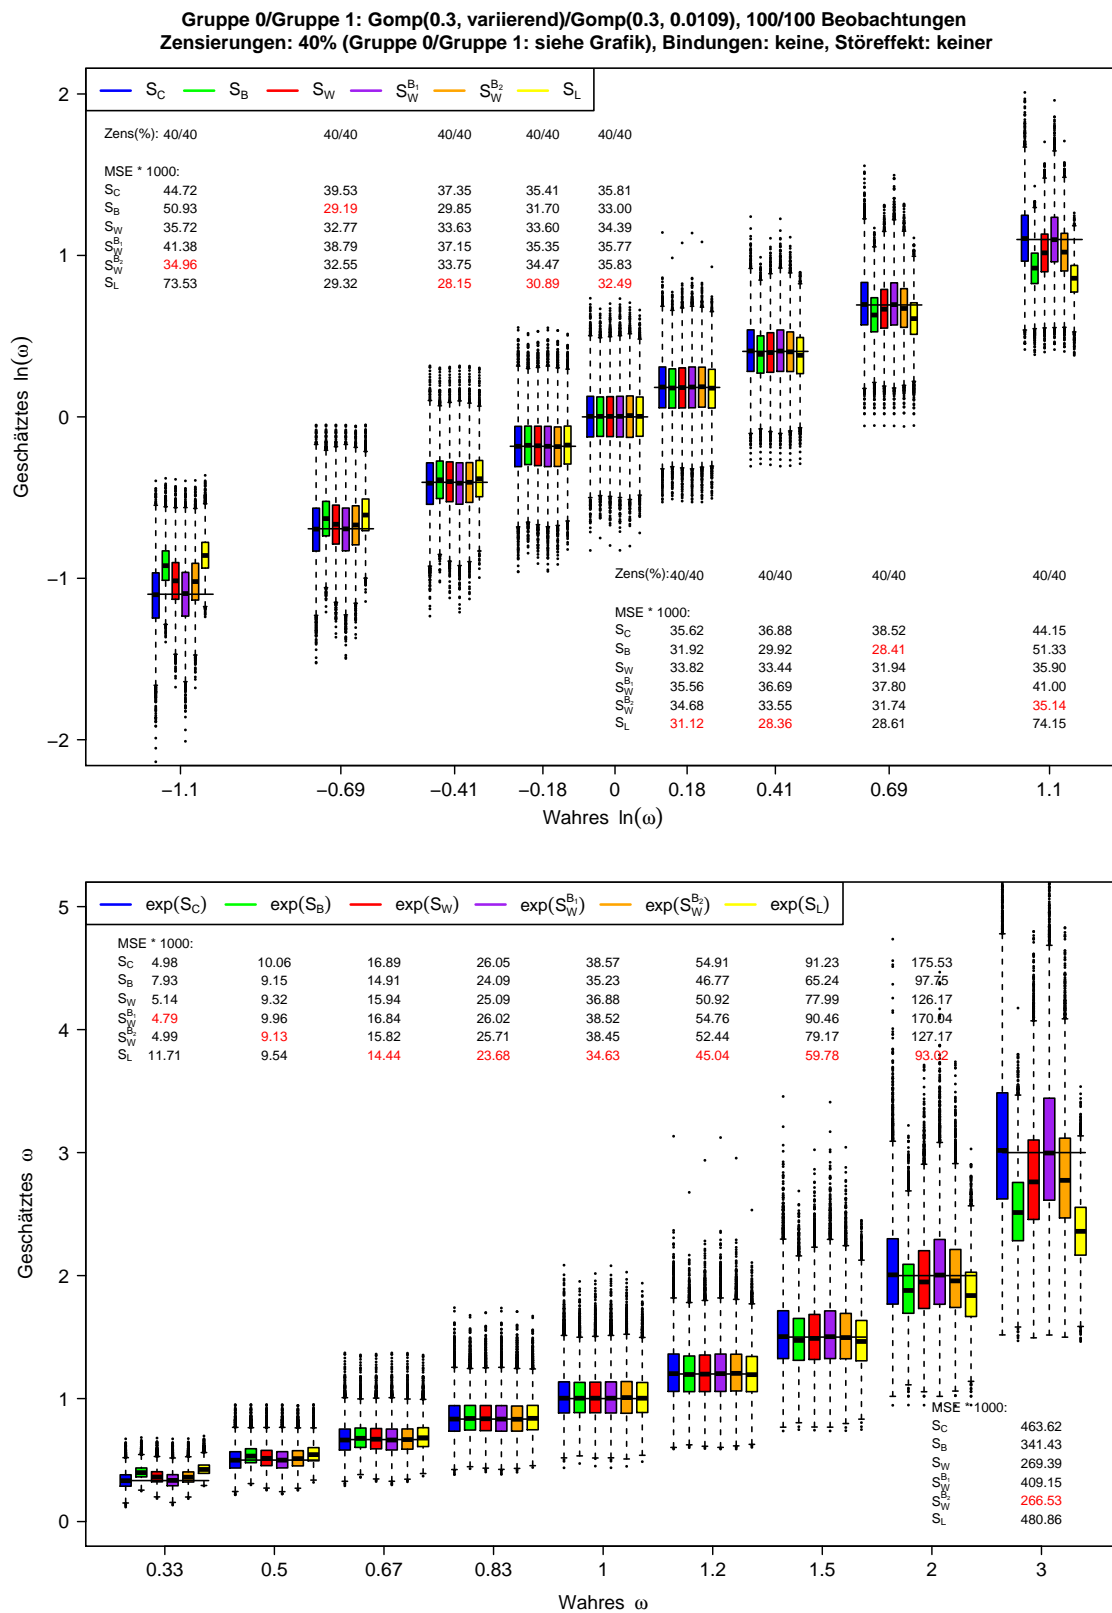 Gruppe 0/Gruppe 1: Gomp(0.3, variierend)/Gomp(0.3, 0.0109), 100/100 Beobachtungen
Zensierungen: 40% (Gruppe 0/Gruppe 1: siehe Grafik), Bindungen: keine, Störeffekt: keiner
S_C S_B S_W S_W^B₁ S_W^B₂ S_L
Zens(%): 40/40 40/40 40/40 40/40 40/40
MSE * 1000:
S_C 44.72 39.53 37.35 35.41 35.81
S_B 50.93 29.19 29.85 31.70 33.00
S_W 35.72 32.77 33.63 33.60 34.39
S_W^B₁ 41.38 38.79 37.15 35.35 35.77
S_W^B₂ 34.96 32.55 33.75 34.47 35.83
S_L 73.53 29.32 28.15 30.89 32.49
2
1
0
−1
−2
Geschätztes ln(ω)
Zens(%): 40/40 40/40 40/40 40/40
MSE * 1000:
S_C 35.62 36.88 38.52 44.15
S_B 31.92 29.92 28.41 51.33
S_W 33.82 33.44 31.94 35.90
S_W^B₁ 35.56 36.69 37.80 41.00
S_W^B₂ 34.68 33.55 31.74 35.14
S_L 31.12 28.36 28.61 74.15
−1.1 −0.69 −0.41 −0.18 0 0.18 0.41 0.69 1.1
Wahres ln(ω)
exp(S_C) exp(S_B) exp(S_W) exp(S_W^B₁) exp(S_W^B₂) exp(S_L)
MSE * 1000:
S_C 4.98 10.06 16.89 26.05 38.57 54.91 91.23 175.53
S_B 7.93 9.15 14.91 24.09 35.23 46.77 65.24 97.75
S_W 5.14 9.32 15.94 25.09 36.88 50.92 77.99 126.17
S_W^B₁ 4.79 9.96 16.84 26.02 38.52 54.76 90.46 170.04
S_W^B₂ 4.99 9.13 15.82 25.71 38.45 52.44 79.17 127.17
S_L 11.71 9.54 14.44 23.68 34.63 45.04 59.78 93.02
5
4
3
2
1
0
Geschätztes ω
MSE * 1000:
S_C 463.62
S_B 341.43
S_W 269.39
S_W^B₁ 409.15
S_W^B₂ 266.53
S_L 480.86
0.33 0.5 0.67 0.83 1 1.2 1.5 2 3
Wahres ω